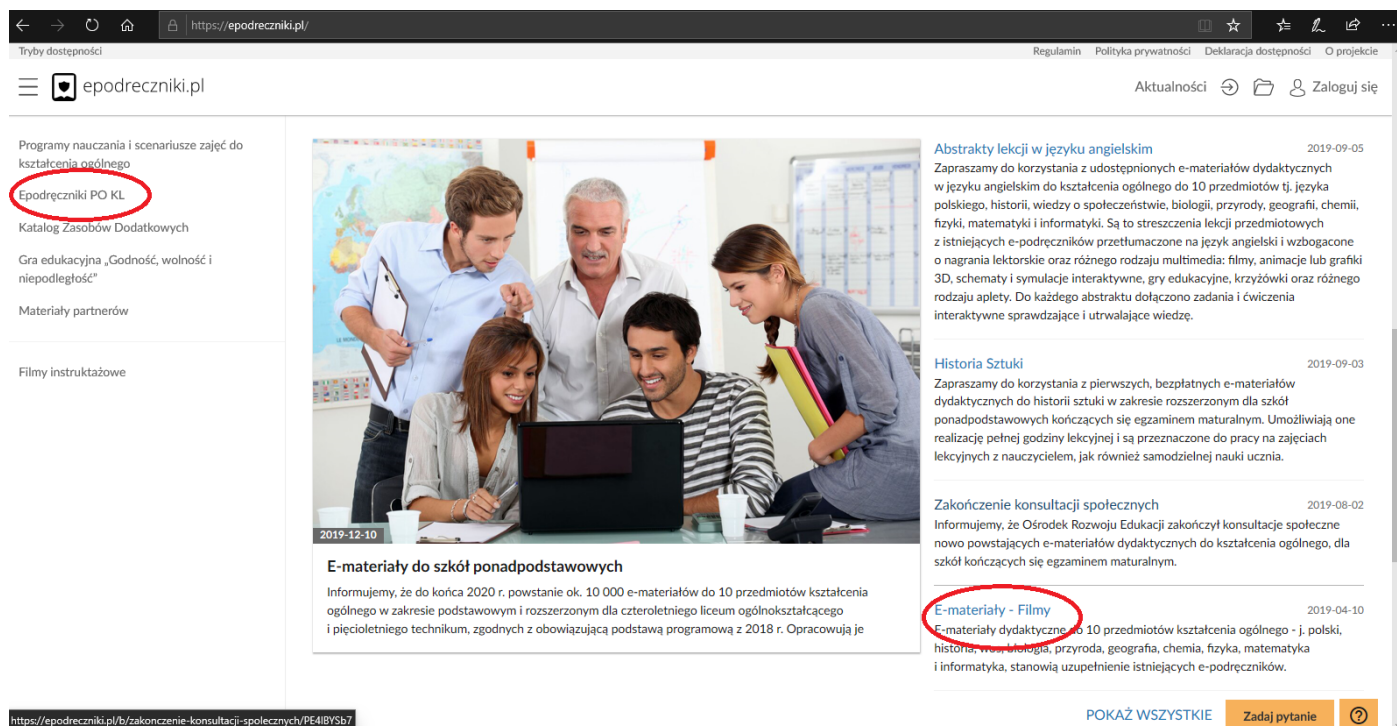 https://epodreczniki.pl/
Tryby dostępności
Regulamin Polityka prywatności Deklaracja dostępności O projekcie
epodreczniki.pl
Aktualności Zaloguj się
Programy nauczania i scenariusze zajęć do
kształcenia ogólnego
Epodręczniki PO KL
Katalog Zasobów Dodatkowych
Gra edukacyjna „Godność, wolność i
niepodległość”
Materiały partnerów
Filmy instruktażowe
2019-12-10
E-materiały do szkół ponadpodstawowych
Informujemy, że do końca 2020 r. powstanie ok. 10 000 e-materiałów do 10 przedmiotów kształcenia
ogólnego w zakresie podstawowym i rozszerzonym dla czteroletniego liceum ogólnokształcącego
i pięcioletniego technikum, zgodnych z obowiązującą podstawą programową z 2018 r. Opracowują je
Abstrakty lekcji w języku angielskim 2019-09-05
Zapraszamy do korzystania z udostępnionych e-materiałów dydaktycznych
w języku angielskim do kształcenia ogólnego do 10 przedmiotów tj. języka
polskiego, historii, wiedzy o społeczeństwie, biologii, przyrody, geografii, chemii,
fizyki, matematyki i informatyki. Są to streszczenia lekcji przedmiotowych
z istniejących e-podręczników przetłumaczone na język angielski i wzbogacone
o nagrania lektorskie oraz różnego rodzaju multimedia: filmy, animacje lub grafiki
3D, schematy i symulacje interaktywne, gry edukacyjne, krzyżówki oraz różnego
rodzaju aplety. Do każdego abstraktu dołączono zadania i ćwiczenia
interaktywne sprawdzające i utrwalające wiedzę.
Historia Sztuki 2019-09-03
Zapraszamy do korzystania z pierwszych, bezpłatnych e-materiałów
dydaktycznych do historii sztuki w zakresie rozszerzonym dla szkół
ponadpodstawowych kończących się egzaminem maturalnym. Umożliwiają one
realizację pełnej godziny lekcyjnej i są przeznaczone do pracy na zajęciach
lekcyjnych z nauczycielem, jak również samodzielnej nauki ucznia.
Zakończenie konsultacji społecznych 2019-08-02
Informujemy, że Ośrodek Rozwoju Edukacji zakończył konsultacje społeczne
nowo powstających e-materiałów dydaktycznych do kształcenia ogólnego, dla
szkół kończących się egzaminem maturalnym.
E-materiały - Filmy 2019-04-10
E-materiały dydaktyczne do 10 przedmiotów kształcenia ogólnego - j. polski,
historia, wos, biologia, przyroda, geografia, chemia, fizyka, matematyka
i informatyka, stanowią uzupełnienie istniejących e-podręczników.
POKAŻ WSZYSTKIE Zadaj pytanie ?
https://epodreczniki.pl/b/zakonczenie-konsultacji-spolecznych/PE4IBYSb7